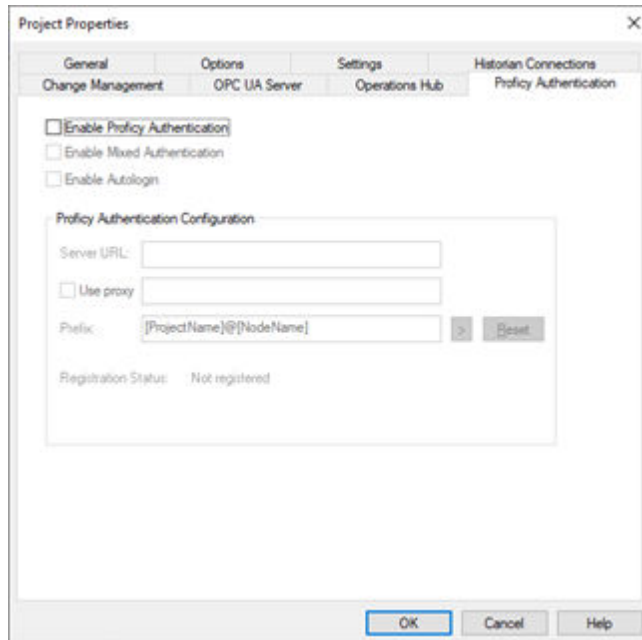 Project Properties
General Options Settings Historian Connections
Change Management OPC UA Server Operations Hub Proficy Authentication
Enable Proficy Authentication
Enable Mixed Authentication
Enable Autologin
Proficy Authentication Configuration
Server URL:
Use proxy
Prefix: [ProjectName]@[NodeName] > Reset
Registration Status: Not registered
OK Cancel Help